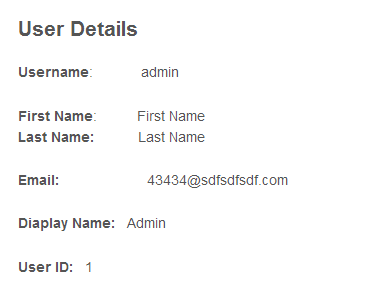 User Details
Username: admin
First Name: First Name
Last Name: Last Name
Email: 43434@sdfsdfsdf.com
Diaplay Name: Admin
User ID: 1